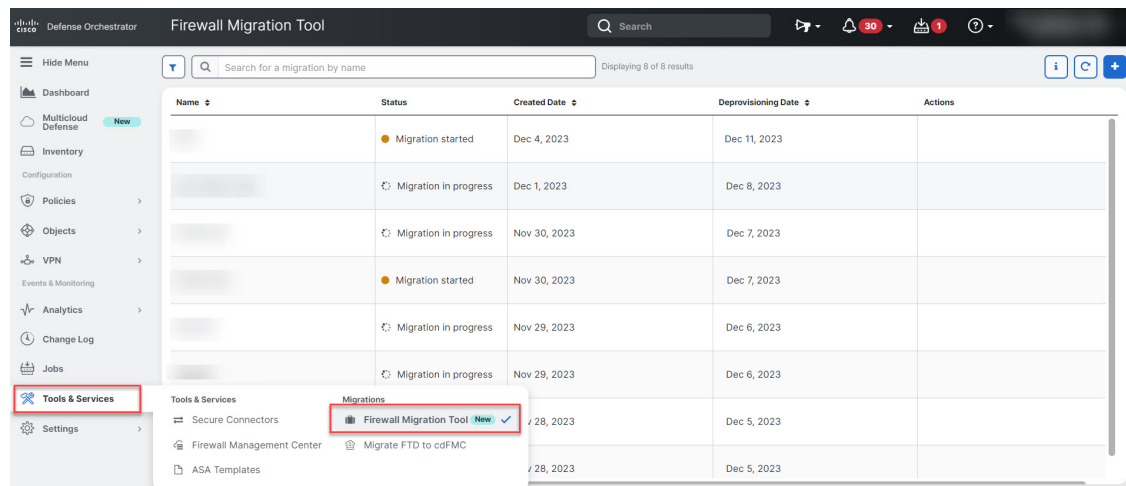 cisco Defense Orchestrator
Firewall Migration Tool
Search
30
1
Hide Menu
Dashboard
Multicloud
Defense
New
Inventory
Configuration
Policies
Objects
VPN
Events & Monitoring
Analytics
Change Log
Jobs
Tools & Services
Settings
Search for a migration by name
Displaying 8 of 8 results
Name Status Created Date Deprovisioning Date Actions
Migration started Dec 4, 2023 Dec 11, 2023
Migration in progress Dec 1, 2023 Dec 8, 2023
Migration in progress Nov 30, 2023 Dec 7, 2023
Migration started Nov 30, 2023 Dec 7, 2023
Migration in progress Nov 29, 2023 Dec 6, 2023
Migration in progress Nov 29, 2023 Dec 6, 2023
28, 2023 Dec 5, 2023
28, 2023 Dec 5, 2023
Tools & Services
Secure Connectors
Firewall Management Center
ASA Templates
Migrations
Firewall Migration Tool New
Migrate FTD to cdFMC